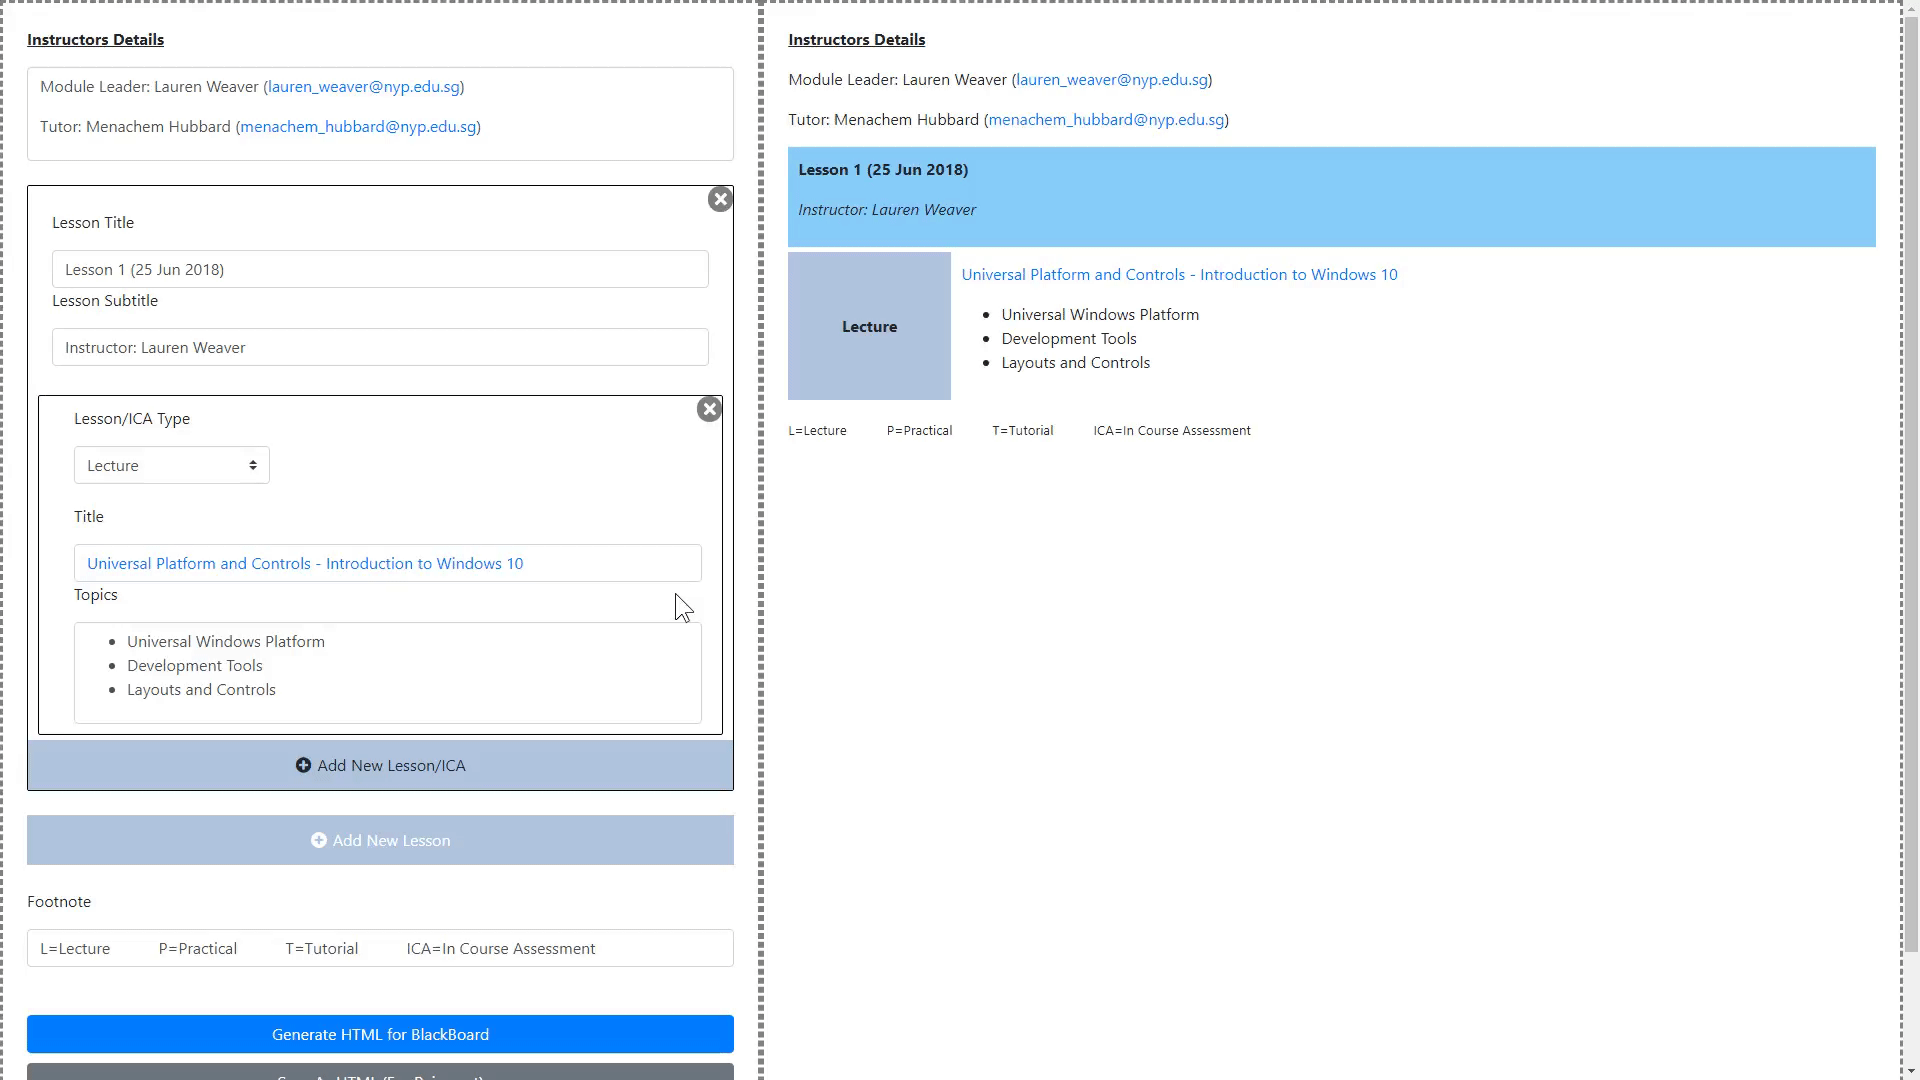 Instructors Details
Module Leader: Lauren Weaver (lauren_weaver@nyp.edu.sg)
Tutor: Menachem Hubbard (menachem_hubbard@nyp.edu.sg)
Lesson Title
Lesson 1 (25 Jun 2018)
Lesson Subtitle
Instructor: Lauren Weaver
Lesson/ICA Type
Lecture
Title
Universal Platform and Controls - Introduction to Windows 10
Topics
• Universal Windows Platform
• Development Tools
• Layouts and Controls
Add New Lesson/ICA
Add New Lesson
Footnote
L=Lecture P=Practical T=Tutorial ICA=In Course Assessment
Generate HTML for BlackBoard
Instructors Details
Module Leader: Lauren Weaver (lauren_weaver@nyp.edu.sg)
Tutor: Menachem Hubbard (menachem_hubbard@nyp.edu.sg)
Lesson 1 (25 Jun 2018)
Instructor: Lauren Weaver
Lecture
Universal Platform and Controls - Introduction to Windows 10
• Universal Windows Platform
• Development Tools
• Layouts and Controls
L=Lecture P=Practical T=Tutorial ICA=In Course Assessment